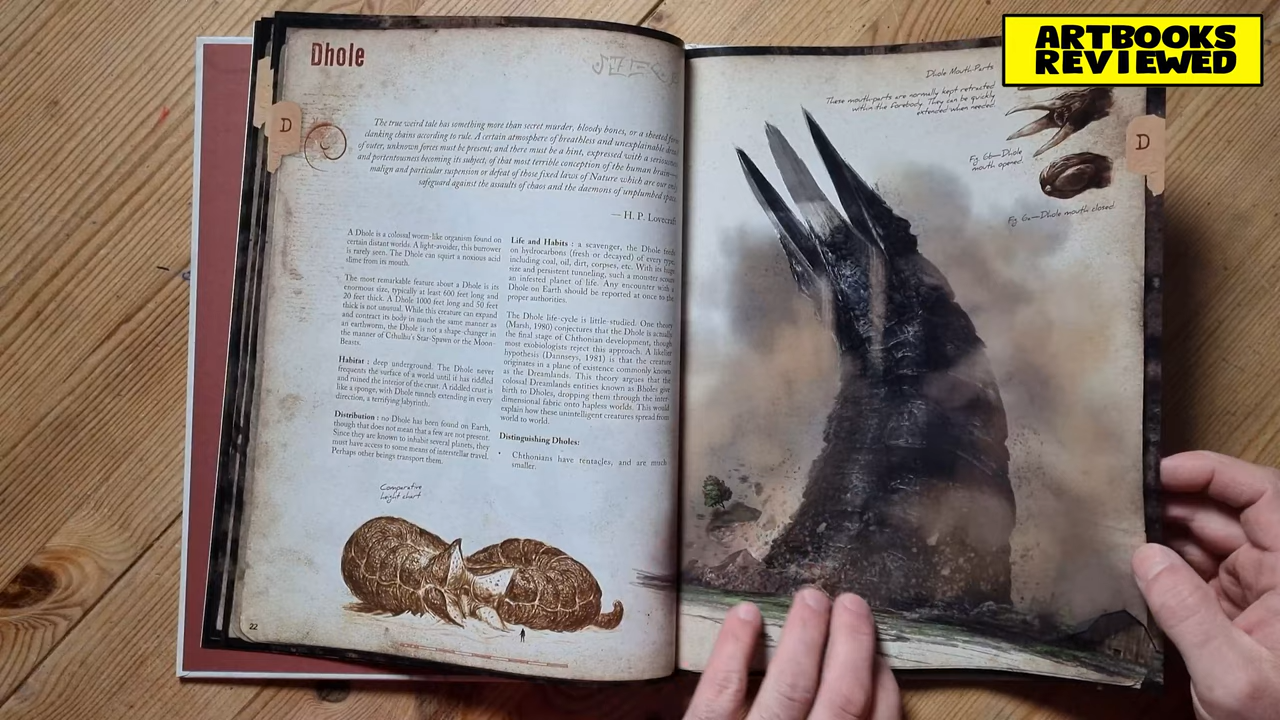 ARTBOOKS
REVIEWED
Dhole
D
The true weird tale has something more than secret murder, bloody bones, or a sheeted form
clanking chains according to rule. A certain atmosphere of breathless and unexplainable
of outer, unknown forces must be present; and there must be a hint, expressed with a
and portentousness becoming its subject, of that most terrible conception of the human brain—
malign and particular suspension or defeat of those fixed laws of Nature which are our only
safeguard against the assaults of chaos and the daemons of unplumbed space.
— H. P. Lovecraft
A Dhole is a colossal worm-like organism found on
certain distant worlds. A light-avoider, this burrower
is rarely seen. The Dhole can squirt a noxious acid
slime from its mouth.
The most remarkable feature about a Dhole is its
enormous size, typically at least 600 feet long and
20 feet thick. A Dhole 1000 feet long and 50 feet
thick is not unusual. While this creature can expand
and contract its body in much the same manner as
an earthworm, the Dhole is not a shape-changer in
the manner of Cthulhu's Star-Spawn or the Moon-
Beasts.
Habitat : deep underground. The Dhole never
frequents the surface of a world until it has riddled
and ruined the interior of the crust. A riddled crust is
like a sponge, with Dhole tunnels extending in every
direction, a terrifying labyrinth.
Distribution : no Dhole has been found on Earth,
though that does not mean that a few are not present.
Since they are known to inhabit several planets, they
must have access to some means of interstellar travel.
Perhaps other beings transport them.
Life and Habits : a scavenger, the Dhole feeds
on hydrocarbons (fresh or decayed) of every type,
including coal, oil, dirt, corpses, etc. With its huge
size and persistent tunneling, such a monster
an infested planet of life. Any encounter with a
Dhole on Earth should be reported at once to the
proper authorities.
The Dhole life-cycle is little-studied. One theory
(Marsh, 1980) conjectures that the Dhole is actually
the final stage of Chthonian development, though
most exobiologists reject this approach. A likelier
hypothesis (Dannseys, 1981) is that the creature
originates in a plane of existence commonly known
as the Dreamlands. This theory argues that the
colossal Dreamlands entities known as Bholes give
birth to Dholes, dropping them through the inter-
dimensional fabric onto hapless worlds. This would
explain how these unintelligent creatures spread from
world to world.
Distinguishing Dholes:
• Chthonians have tentacles, and are much
smaller.
Comparative
height chart
22
Dhole Mouth-Parts
These mouth-parts are normally kept retracted
within the forebody. They can be quickly
extended when needed.
Fig. 6b—Dhole
mouth opened.
Fig. 6a—Dhole mouth closed.
D